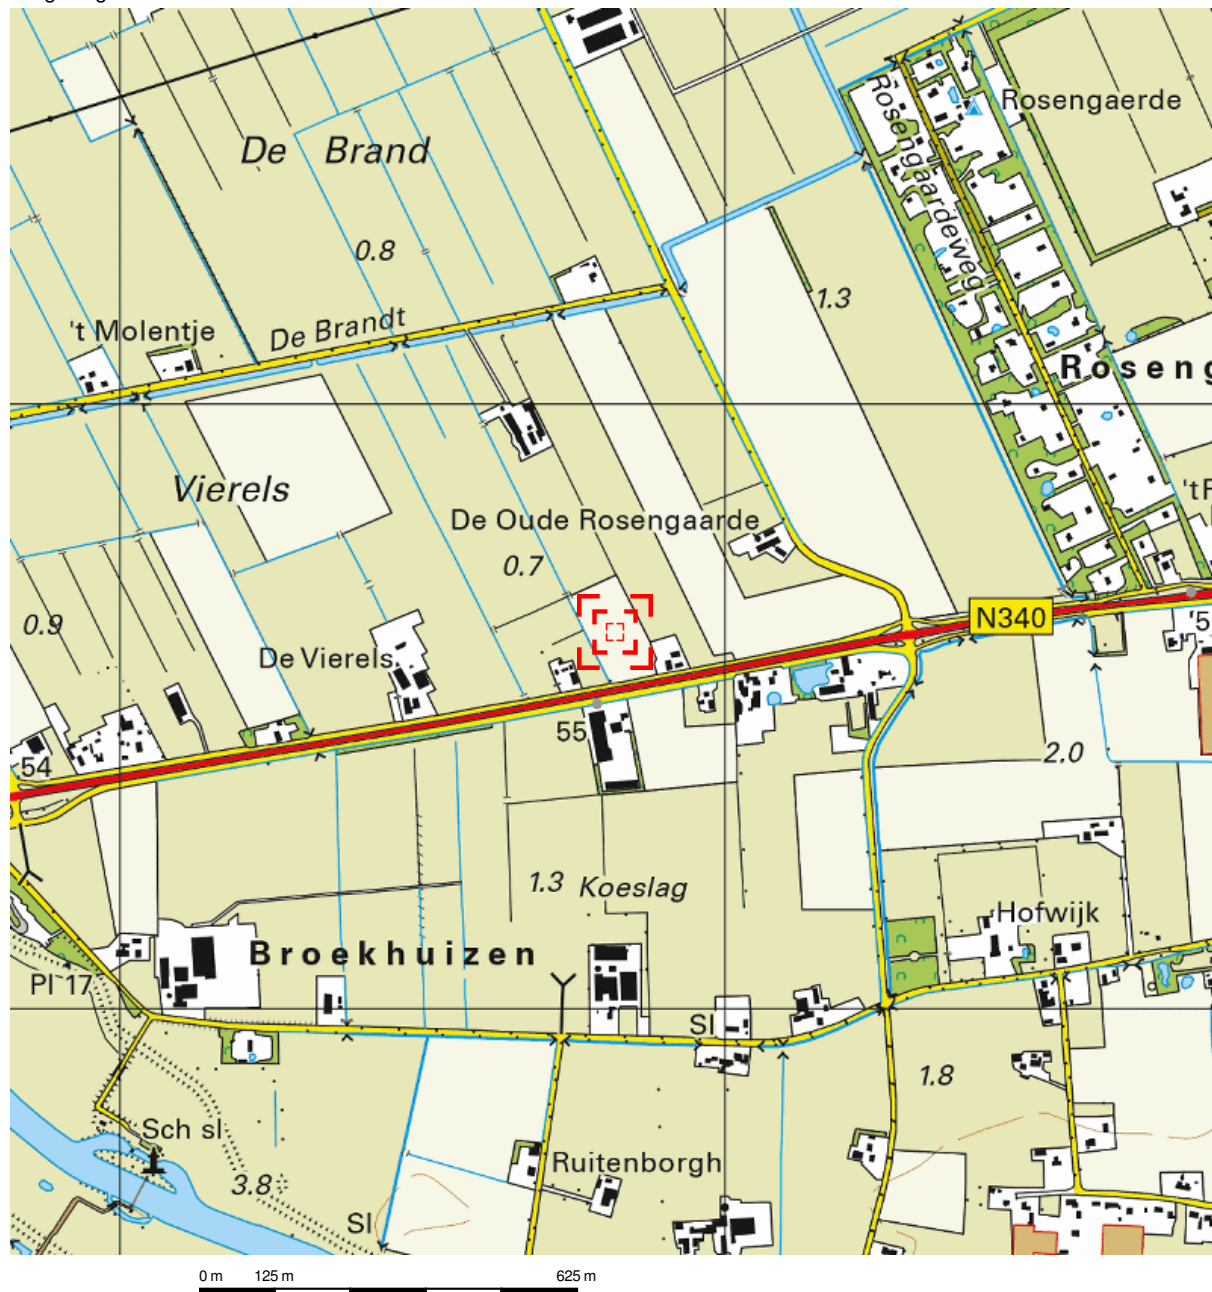 Rosengaerde
De Brand
Rosengaardeweg
0.8
1.3
't Molentje
De Brandt
Roseng
Vierels
't R
De Oude Rosengaarde
0.7
0.9
N340
'5
De Vierels
55
54
2.0
1.3 Koeslag
Hofwijk
Broekhuizen
Pl 17
Sl
1.8
Sch sl
Ruitenborgh
3.8
Sl
0 m 125 m 625 m